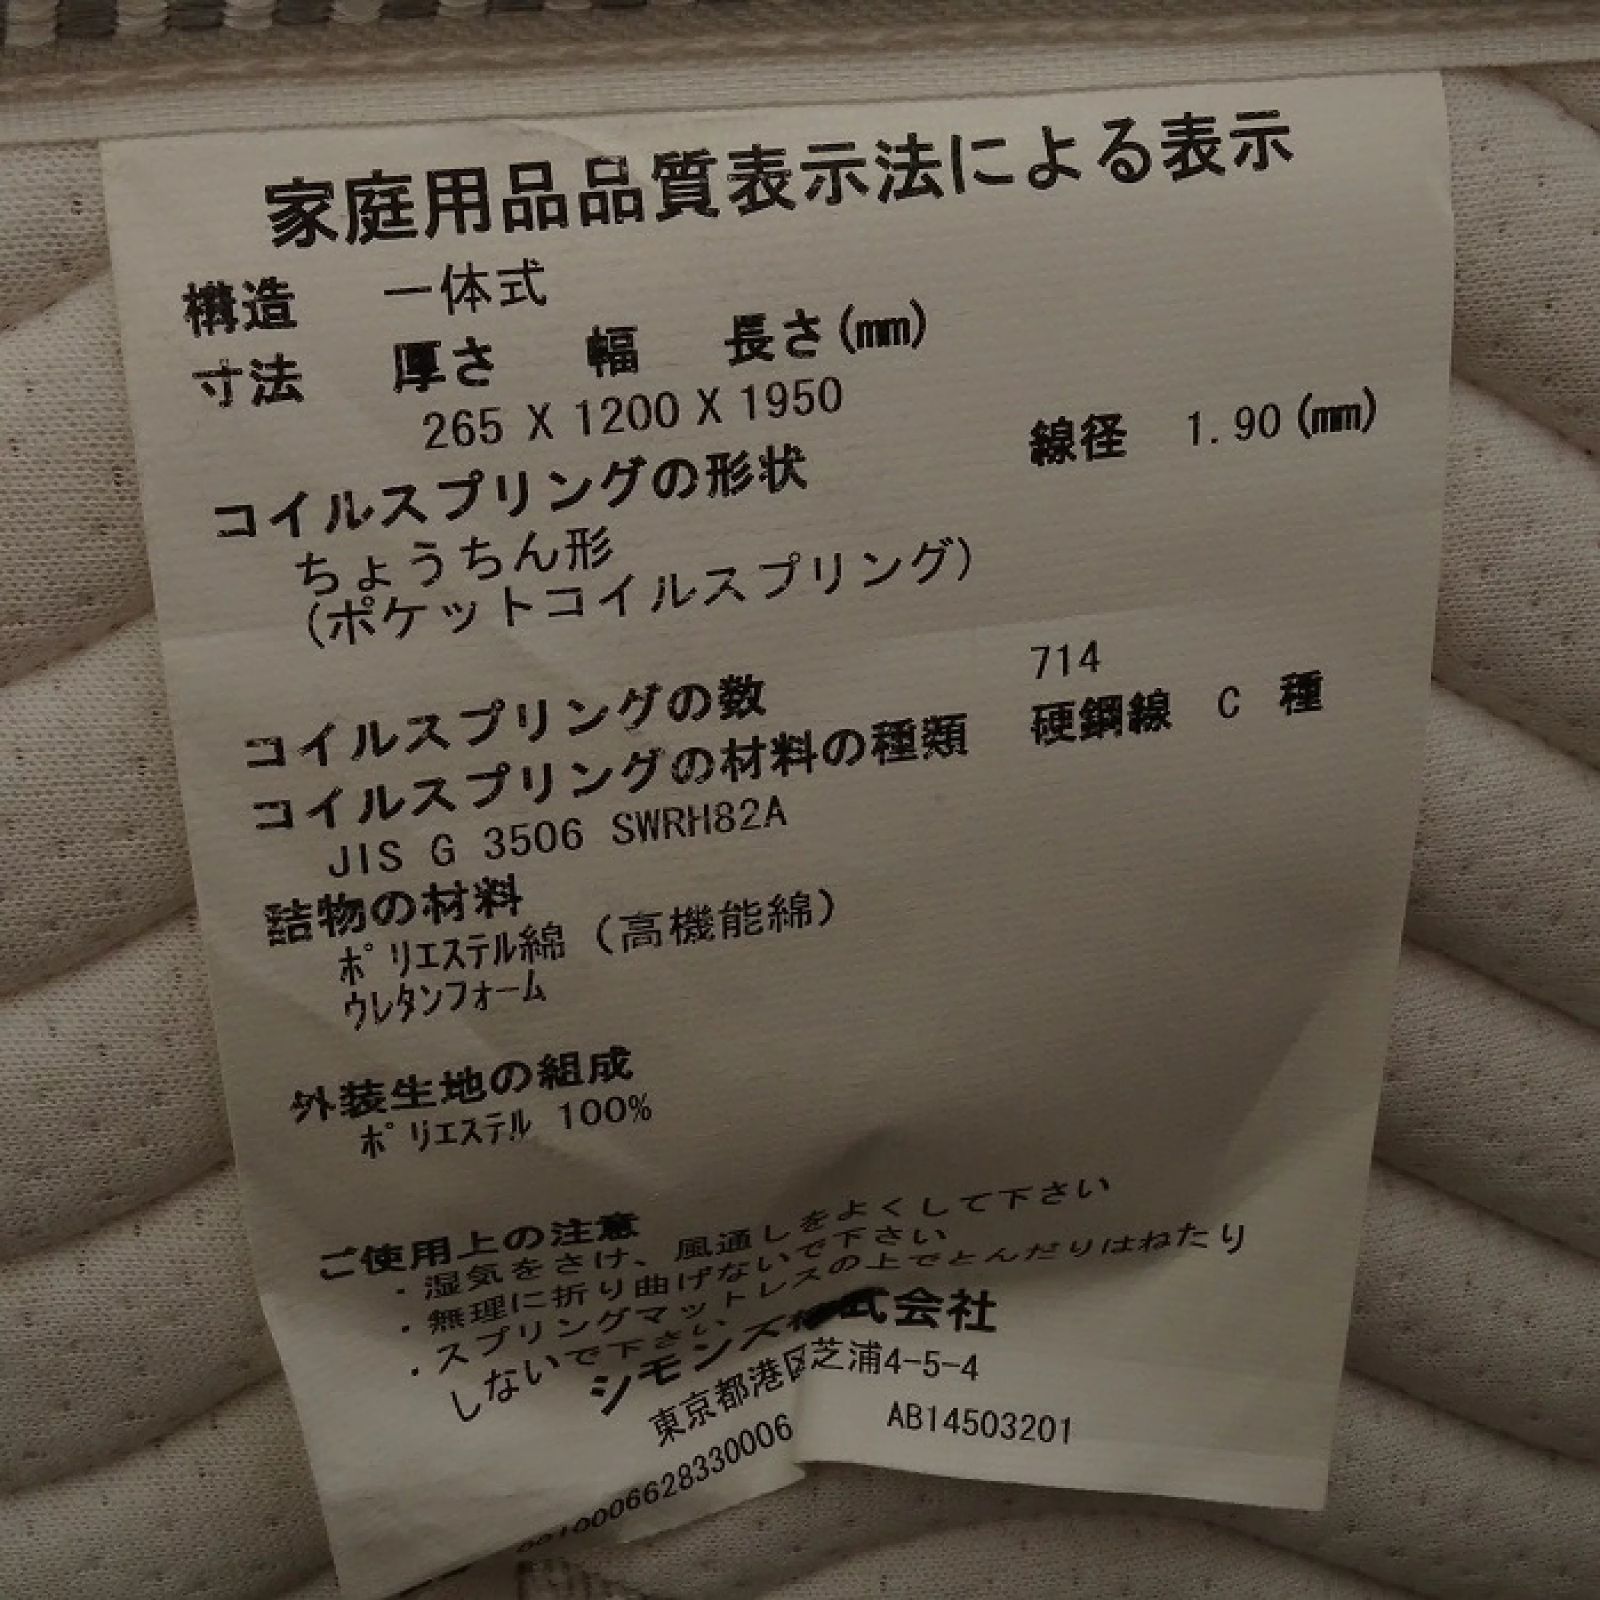 家庭用品品質表示法による表示
構造 一体式
寸法 厚さ 幅 長さ(mm)
265 X 1200 X 1950
コイルスプリングの形状 線径 1.90(mm)
ちょうちん形
(ポケットコイルスプリング)
コイルスプリングの数 714
コイルスプリングの材料の種類 硬鋼線 C 種
JIS G 3506 SWRH82A
詰物の材料
ﾎﾟﾘｴｽﾃﾙ綿(高機能綿)
ｳﾚﾀﾝﾌｫｰﾑ
外装生地の組成
ﾎﾟﾘｴｽﾃﾙ 100%
ご使用上の注意
・湿気をさけ、風通しをよくして下さい
・無理に折り曲げないで下さい
・スプリングマットレスの上でとんだりはねたり
しないで下さい
シモンズ株式会社
東京都港区芝浦4-5-4
AB14503201